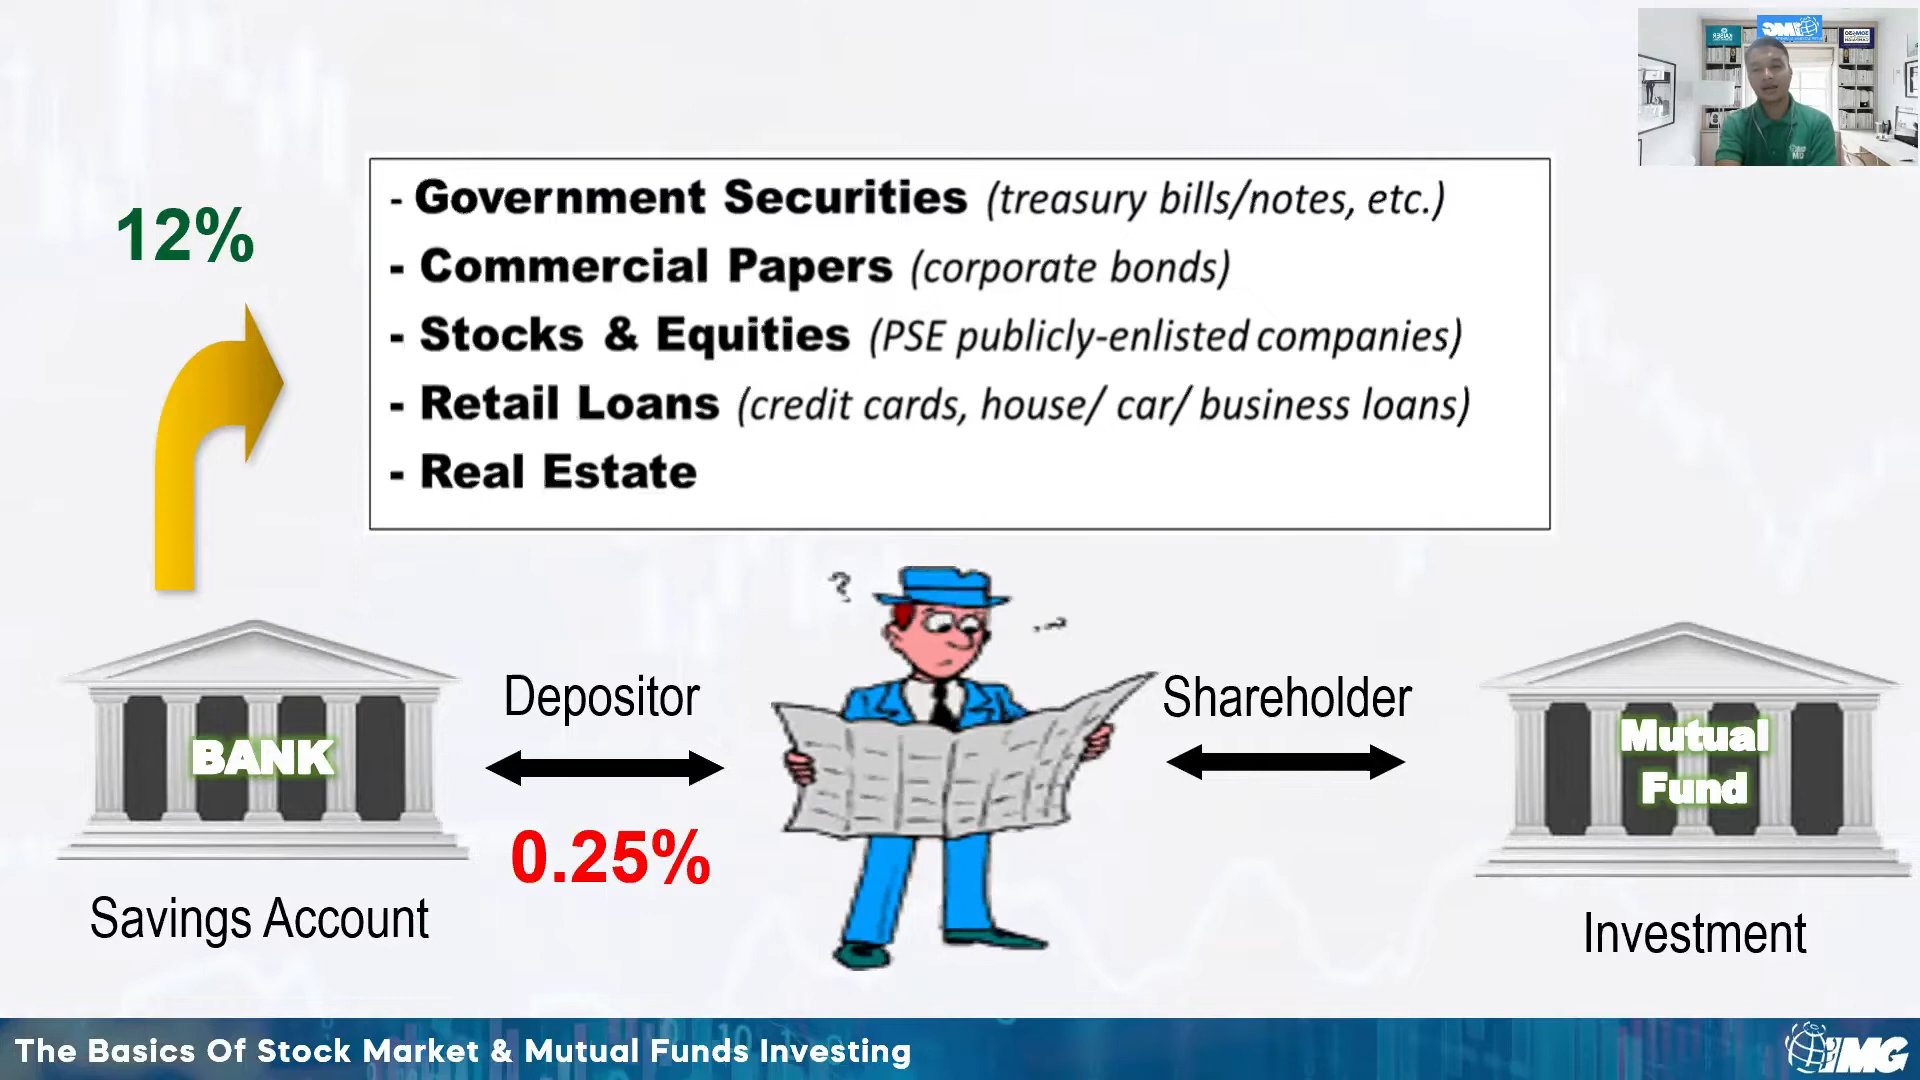 12%
- Government Securities (treasury bills/notes, etc.)
- Commercial Papers (corporate bonds)
- Stocks & Equities (PSE publicly-enlisted companies)
- Retail Loans (credit cards, house/ car/ business loans)
- Real Estate
?
Depositor
Shareholder
BANK
Mutual
Fund
0.25%
Savings Account
Investment
The Basics Of Stock Market & Mutual Funds Investing
IMG